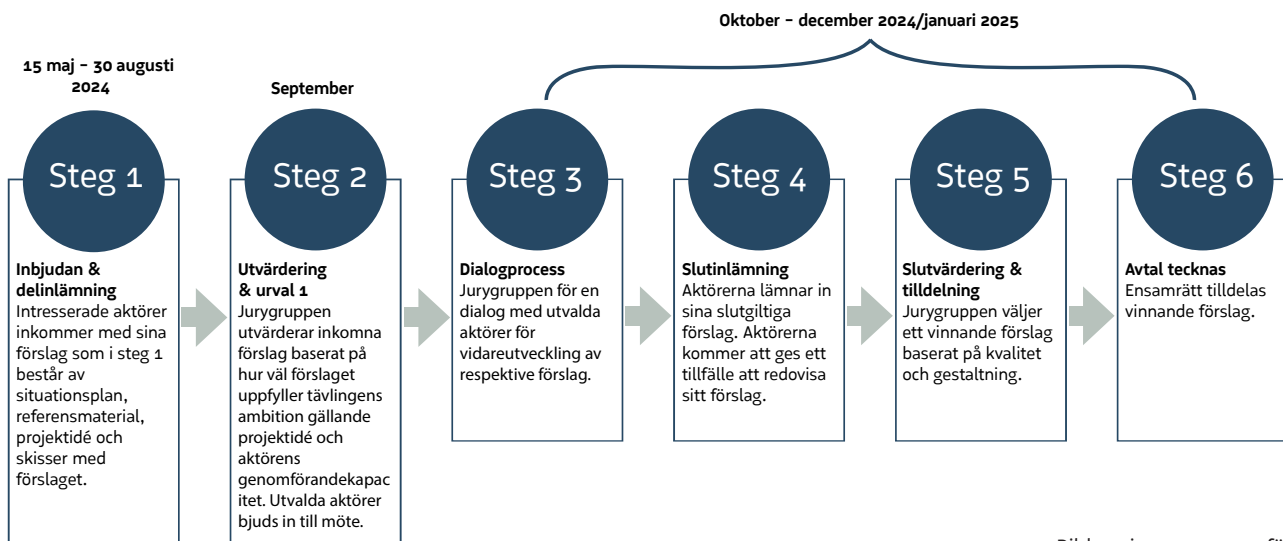 Oktober – december 2024/januari 2025
15 maj – 30 augusti
2024
September
Steg 1
Steg 2
Steg 3
Steg 4
Steg 5
Steg 6
Inbjudan &
delinlämning
Intresserade aktörer
inkommer med sina
förslag som i steg 1
består av
situationsplan,
referensmaterial,
projektidé och
skisser med
förslaget.
Utvärdering
& urval 1
Jurygruppen
utvärderar inkomna
förslag baserat på
hur väl förslaget
uppfyller tävlingens
ambition gällande
projektidé och
aktörens
genomförandekapac
itet. Utvalda aktörer
bjuds in till möte.
Dialogprocess
Jurygruppen för en
dialog med utvalda
aktörer för
vidareutveckling av
respektive förslag.
Slutinlämning
Aktörerna lämnar in
sina slutgiltiga
förslag. Aktörerna
kommer att ges ett
tillfälle att redovisa
sitt förslag.
Slutvärdering &
tilldelning
Jurygruppen väljer
ett vinnande förslag
baserat på kvalitet
och gestaltning.
Avtal tecknas
Ensamrätt tilldelas
vinnande förslag.